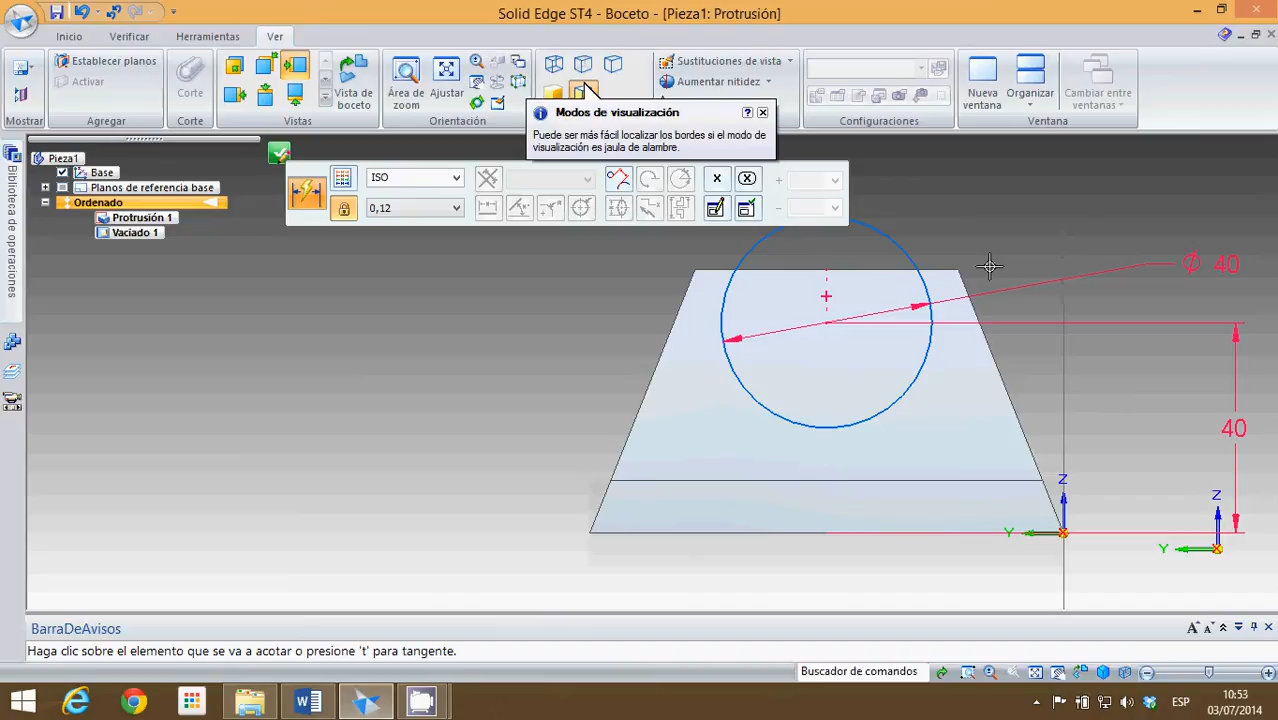 Solid Edge ST4 - Boceto - [Pieza1: Protrusión]
Inicio
Verificar
Herramientas
Ver
Establecer planos
Activar
Corte
Vista de
boceto
Área de
zoom
Ajustar
Sustituciones de vista
Aumentar nitidez
Nueva
ventana
Organizar
Cambiar entre
ventanas
Mostrar
Agregar
Corte
Orientación
Configuraciones
Ventana
Modos de visualización
Puede ser más fácil localizar los bordes si el modo de
visualización es jaula de alambre.
Biblioteca de operaciones
Pieza1
Base
Planos de referencia base
Ordenado
Protrusión 1
Vaciado 1
ISO
0,12
Ø 40
40
Z
Y
Z
Y
BarraDeAvisos
Haga clic sobre el elemento que se va a acotar o presione 't' para tangente.
Buscador de comandos
ESP
10:53
03/07/2014